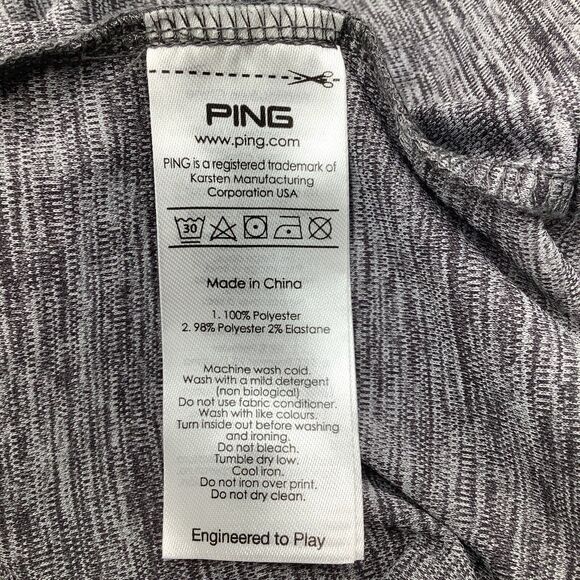 PING
www.ping.com
PING is a registered trademark of
Karsten Manufacturing
Corporation USA
30
Made in China
1. 100% Polyester
2. 98% Polyester 2% Elastane
Machine wash cold.
Wash with a mild detergent
(non biological)
Do not use fabric conditioner.
Wash with like colours.
Turn inside out before washing
and ironing.
Do not bleach.
Tumble dry low.
Cool iron.
Do not iron over print.
Do not dry clean.
Engineered to Play